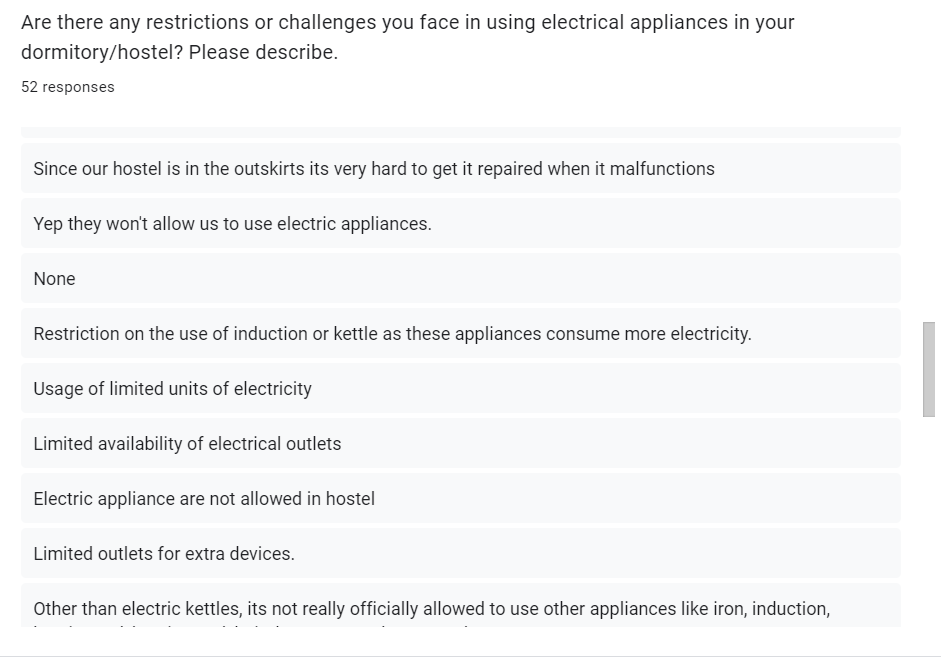 Are there any restrictions or challenges you face in using electrical appliances in your
dormitory/hostel? Please describe.
52 responses
Since our hostel is in the outskirts its very hard to get it repaired when it malfunctions
Yep they won't allow us to use electric appliances.
None
Restriction on the use of induction or kettle as these appliances consume more electricity.
Usage of limited units of electricity
Limited availability of electrical outlets
Electric appliance are not allowed in hostel
Limited outlets for extra devices.
Other than electric kettles, its not really officially allowed to use other appliances like iron, induction,